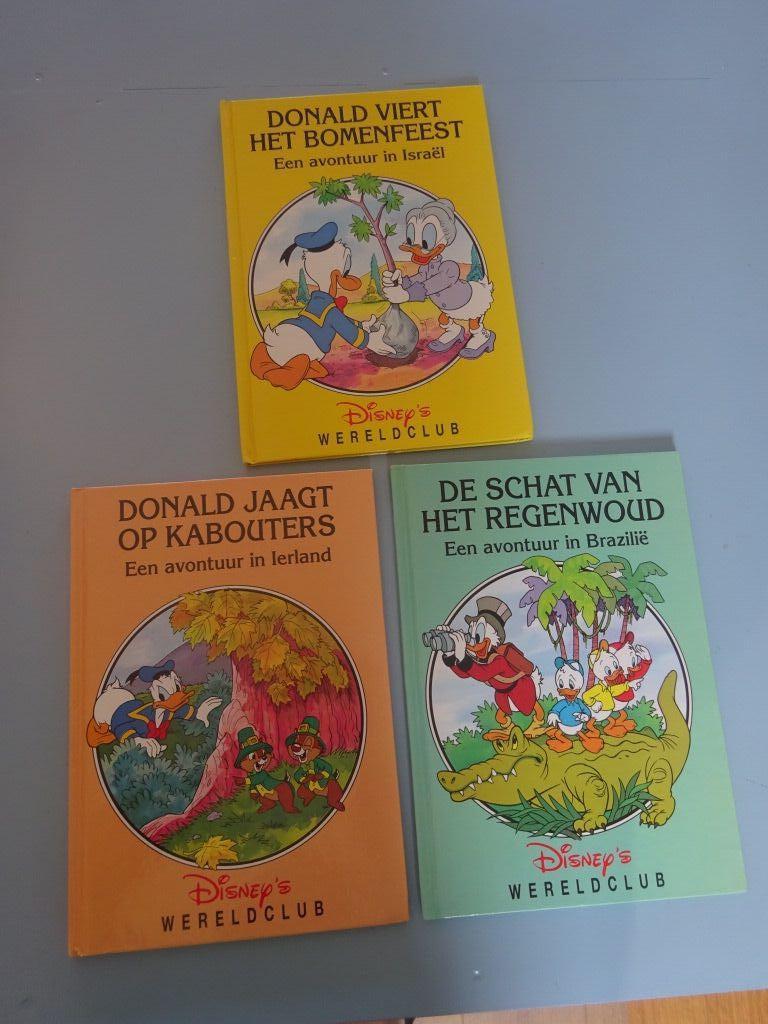 DONALD VIERT
HET BOMENFEEST
Een avontuur in Israël
Disney's
WERELDCLUB
DONALD JAAGT
OP KABOUTERS
Een avontuur in Ierland
Disney's
WERELDCLUB
DE SCHAT VAN
HET REGENWOUD
Een avontuur in Brazilië
Disney's
WERELDCLUB